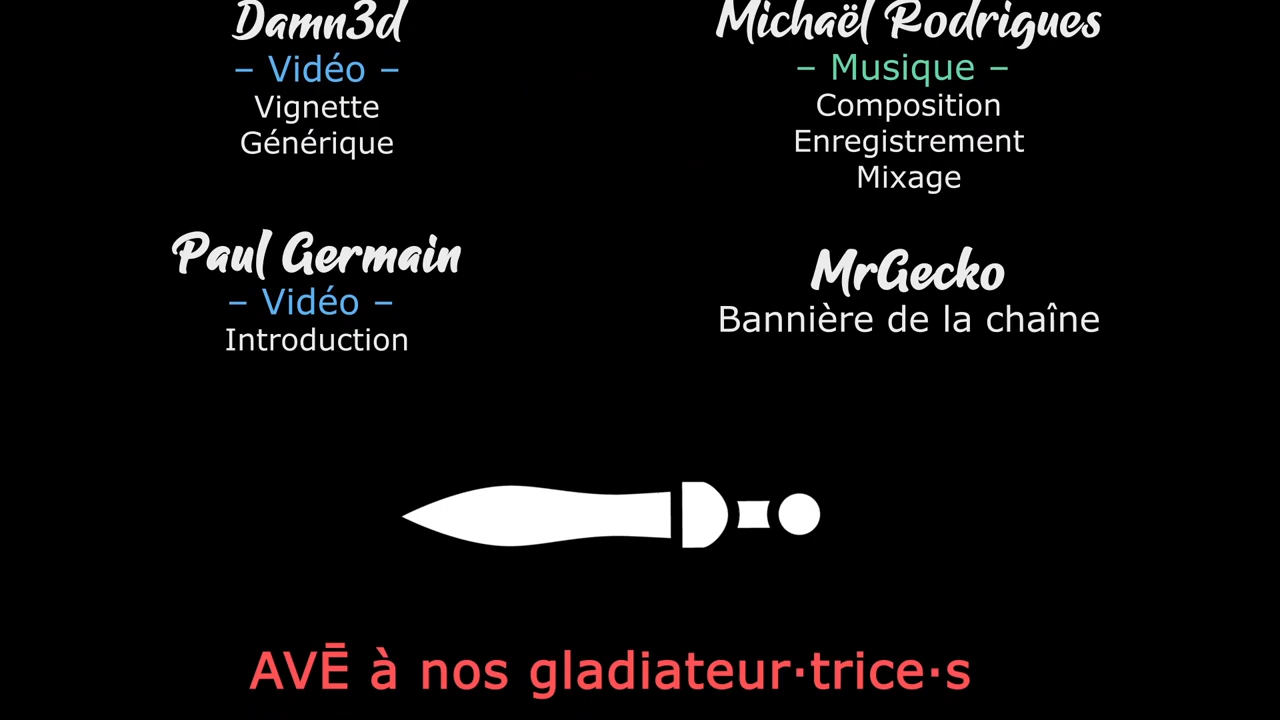 Damn3d
– Vidéo –
Vignette
Générique
Michaël Rodrigues
– Musique –
Composition
Enregistrement
Mixage
Paul Germain
– Vidéo –
Introduction
MrGecko
Bannière de la chaîne
AVĒ à nos gladiateur·trice·s